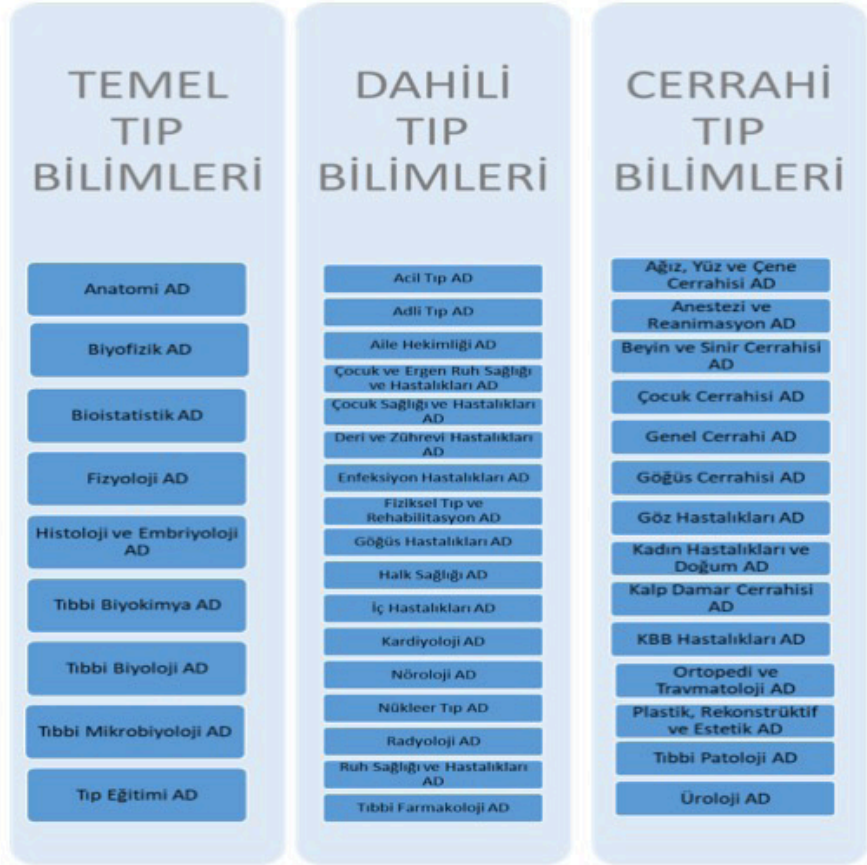 TEMEL
TIP
BİLİMLERİ
Anatomi AD
Biyofizik AD
Bioistatistik AD
Fizyoloji AD
Histoloji ve Embriyoloji
AD
Tıbbi Biyokimya AD
Tıbbi Biyoloji AD
Tıbbi Mikrobiyoloji AD
Tıp Eğitimi AD
DAHİLİ
TIP
BİLİMLERİ
Acil Tıp AD
Adli Tıp AD
Aile Hekimliği AD
Çocuk ve Ergen Ruh Sağlığı
ve Hastalıkları AD
Çocuk Sağlığı ve Hastalıkları
AD
Deri ve Zührevi Hastalıkları
AD
Enfeksiyon Hastalıkları AD
Fiziksel Tıp ve
Rehabilitasyon AD
Göğüs Hastalıkları AD
Halk Sağlığı AD
İç Hastalıkları AD
Kardiyoloji AD
Nöroloji AD
Nükleer Tıp AD
Radyoloji AD
Ruh Sağlığı ve Hastalıkları
AD
Tıbbi Farmakoloji AD
CERRAHİ
TIP
BİLİMLERİ
Ağız, Yüz ve Çene
Cerrahisi AD
Anestezi ve
Reanimasyon AD
Beyin ve Sinir Cerrahisi
AD
Çocuk Cerrahisi AD
Genel Cerrahi AD
Göğüs Cerrahisi AD
Göz Hastalıkları AD
Kadın Hastalıkları ve
Doğum AD
Kalp Damar Cerrahisi
AD
KBB Hastalıkları AD
Ortopedi ve
Travmatoloji AD
Plastik, Rekonstrüktif
ve Estetik AD
Tıbbi Patoloji AD
Üroloji AD